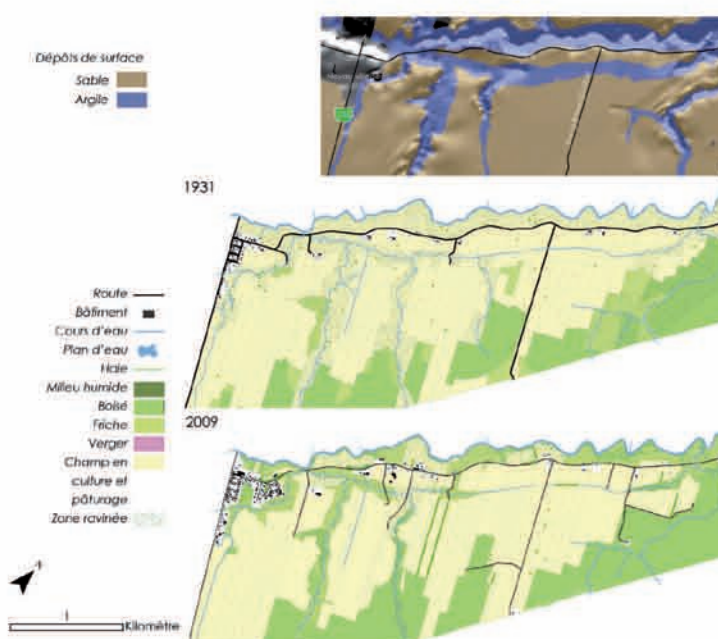 Dépôts de surface
Sable
Argile
1931
Route
Bâtiment
Cours d'eau
Plan d'eau
Haie
Milieu humide
Boisé
Friche
Verger
Champ en
culture et
pâturage
Zone ravinée
2009
1
Kilomètre